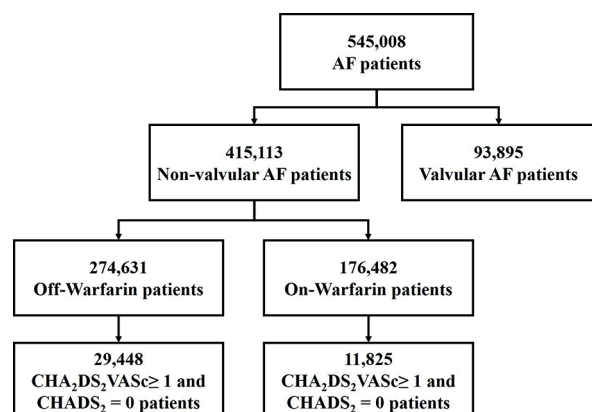 545,008
AF patients
415,113
Non-valvular AF patients
93,895
Valvular AF patients
274,631
Off-Warfarin patients
176,482
On-Warfarin patients
29,448
CHA₂DS₂VASc≥ 1 and
CHADS₂ = 0 patients
11,825
CHA₂DS₂VASc≥ 1 and
CHADS₂ = 0 patients